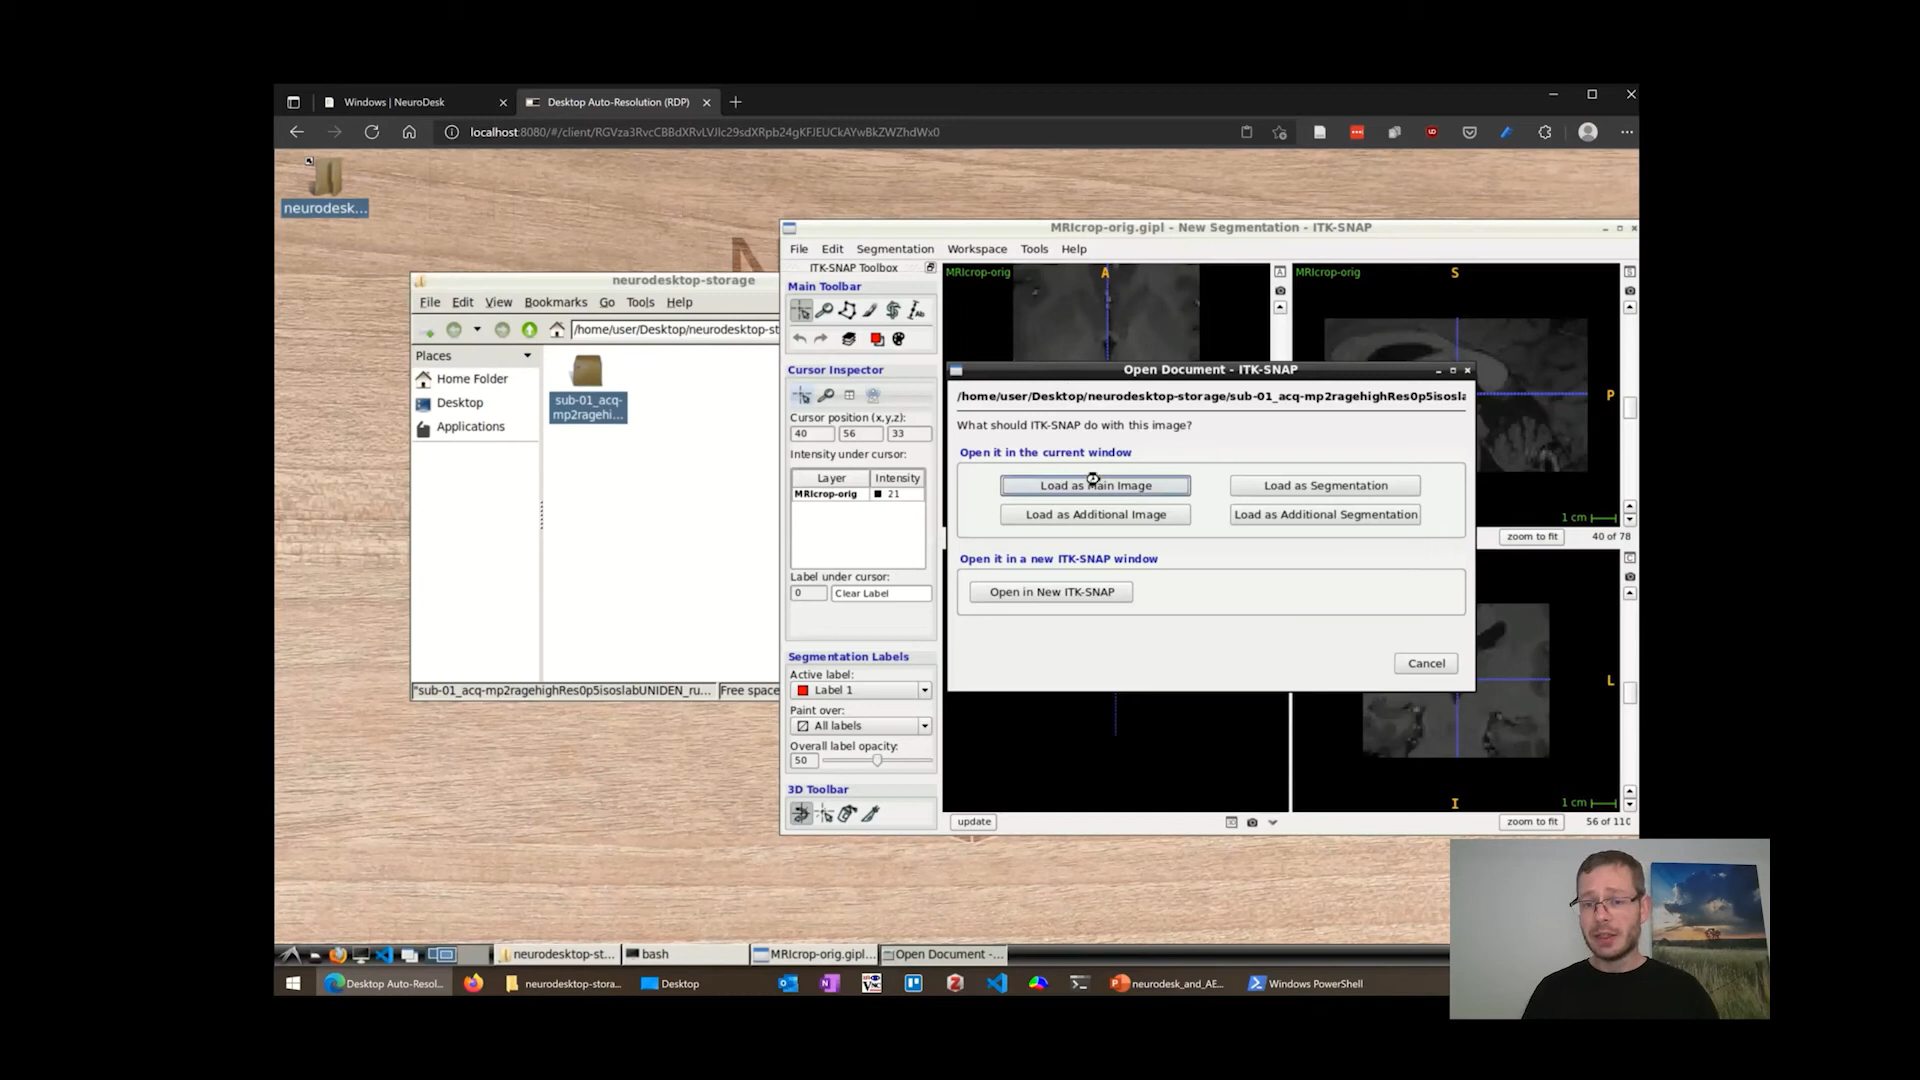 Windows | NeuroDesk
Desktop Auto-Resolution (RDP)
localhost:8080/#/client/RGVza3RvcCBBdXRvLVJlc29sdXRpb24gKFJEUCkAYwBkZWZhdWx0
neurodesk...
MRIcrop-orig.gipl - New Segmentation - ITK-SNAP
File Edit Segmentation Workspace Tools Help
ITK-SNAP Toolbox
Main Toolbar
Cursor Inspector
Cursor position (x,y,z):
40 56 33
Intensity under cursor:
Layer Intensity
MRIcrop-orig 21
Label under cursor:
0 Clear Label
Segmentation Labels
Active label:
Label 1
Paint over:
All labels
Overall label opacity:
50
3D Toolbar
neurodesktop-storage
File Edit View Bookmarks Go Tools Help
/home/user/Desktop/neurodesktop-st
Places
Home Folder
Desktop
Applications
sub-01_acq-
mp2ragehi...
"sub-01_acq-mp2ragehighRes0p5isoslabUNIDEN_ru... Free space
MRIcrop-orig
A
MRIcrop-orig
S
A
S
P
1 cm
zoom to fit 40 of 78
Open Document - ITK-SNAP
/home/user/Desktop/neurodesktop-storage/sub-01_acq-mp2ragehighRes0p5isosla
What should ITK-SNAP do with this image?
Open it in the current window
Load as Main Image Load as Segmentation
Load as Additional Image Load as Additional Segmentation
Open it in a new ITK-SNAP window
Open in New ITK-SNAP
Cancel
C
L
I
1 cm
update
zoom to fit 56 of 110
neurodesktop-st...
bash
MRIcrop-orig.gipl...
Open Document -...
Desktop Auto-Resol...
neurodesktop-stora...
Desktop
VNC
neurodesk_and_AE...
Windows PowerShell